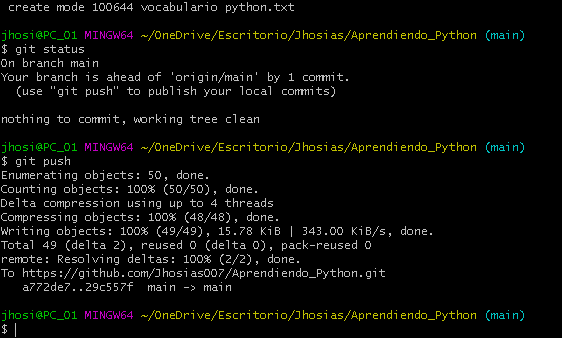 create mode 100644 vocabulario python.txt
jhosi@PC_01 MINGW64 ~/OneDrive/Escritorio/Jhosias/Aprendiendo_Python (main)
$ git status
On branch main
Your branch is ahead of 'origin/main' by 1 commit.
  (use "git push" to publish your local commits)
nothing to commit, working tree clean
jhosi@PC_01 MINGW64 ~/OneDrive/Escritorio/Jhosias/Aprendiendo_Python (main)
$ git push
Enumerating objects: 50, done.
Counting objects: 100% (50/50), done.
Delta compression using up to 4 threads
Compressing objects: 100% (48/48), done.
Writing objects: 100% (49/49), 15.78 KiB | 343.00 KiB/s, done.
Total 49 (delta 2), reused 0 (delta 0), pack-reused 0
remote: Resolving deltas: 100% (2/2), done.
To https://github.com/Jhosias007/Aprendiendo_Python.git
   a772de7..29c557f  main -> main
jhosi@PC_01 MINGW64 ~/OneDrive/Escritorio/Jhosias/Aprendiendo_Python (main)
$